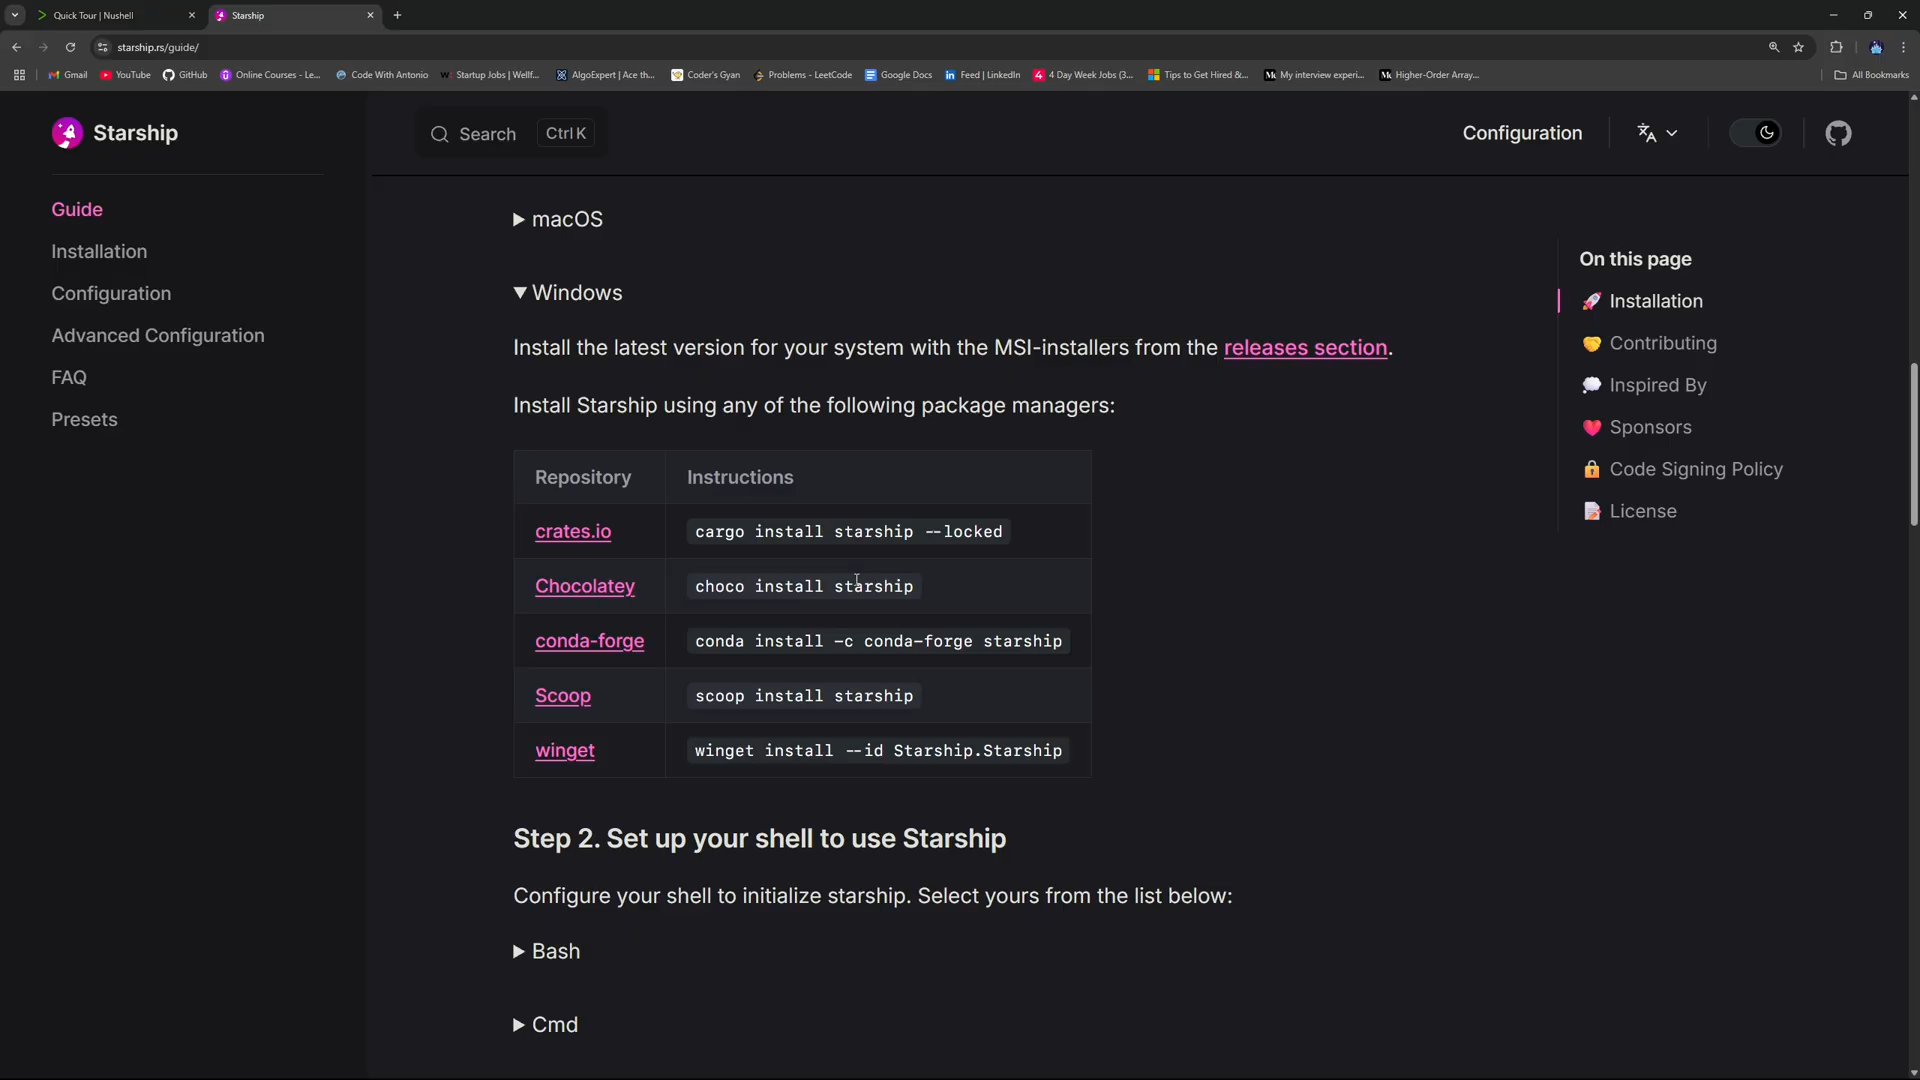 Quick Tour | Nushell
Starship
starship.rs/guide/
Gmail
YouTube
GitHub
Online Courses - Le...
Code With Antonio
Startup Jobs | Wellf...
AlgoExpert | Ace th...
Coder's Gyan
Problems - LeetCode
Google Docs
Feed | LinkedIn
4 Day Week Jobs (3...
Tips to Get Hired &...
My interview experi...
Higher-Order Array...
All Bookmarks
Starship
Search
Ctrl K
Configuration
Guide
Installation
Configuration
Advanced Configuration
FAQ
Presets
macOS
Windows
Install the latest version for your system with the MSI-installers from the releases section.
Install Starship using any of the following package managers:
Repository Instructions
crates.io cargo install starship --locked
Chocolatey choco install starship
conda-forge conda install -c conda-forge starship
Scoop scoop install starship
winget winget install --id Starship.Starship
Step 2. Set up your shell to use Starship
Configure your shell to initialize starship. Select yours from the list below:
Bash
Cmd
On this page
🚀 Installation
🤝 Contributing
💭 Inspired By
❤️ Sponsors
🔒 Code Signing Policy
📝 License